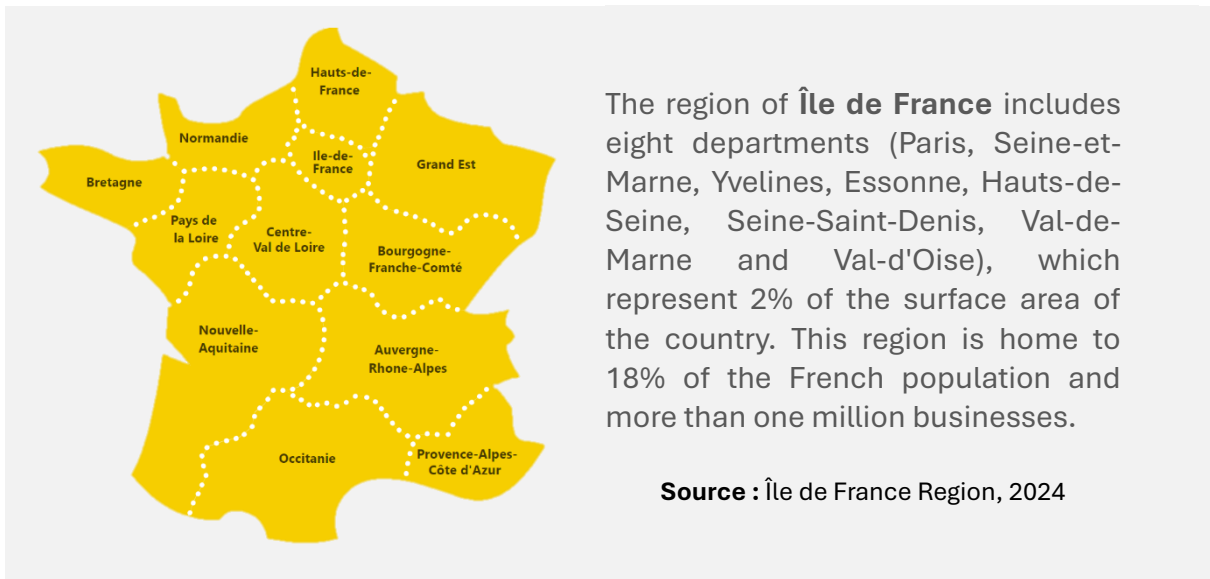 Hauts-de-
France
Normandie
Ile-de-
France
Grand Est
Bretagne
Pays de
la Loire
Centre-
Val de Loire
Bourgogne-
Franche-Comté
Nouvelle-
Aquitaine
Auvergne-
Rhone-Alpes
Occitanie
Provence-Alpes-
Côte d'Azur
The region of Île de France includes
eight departments (Paris, Seine-et-
Marne, Yvelines, Essonne, Hauts-de-
Seine, Seine-Saint-Denis, Val-de-
Marne and Val-d'Oise), which
represent 2% of the surface area of
the country. This region is home to
18% of the French population and
more than one million businesses.
Source : Île de France Region, 2024